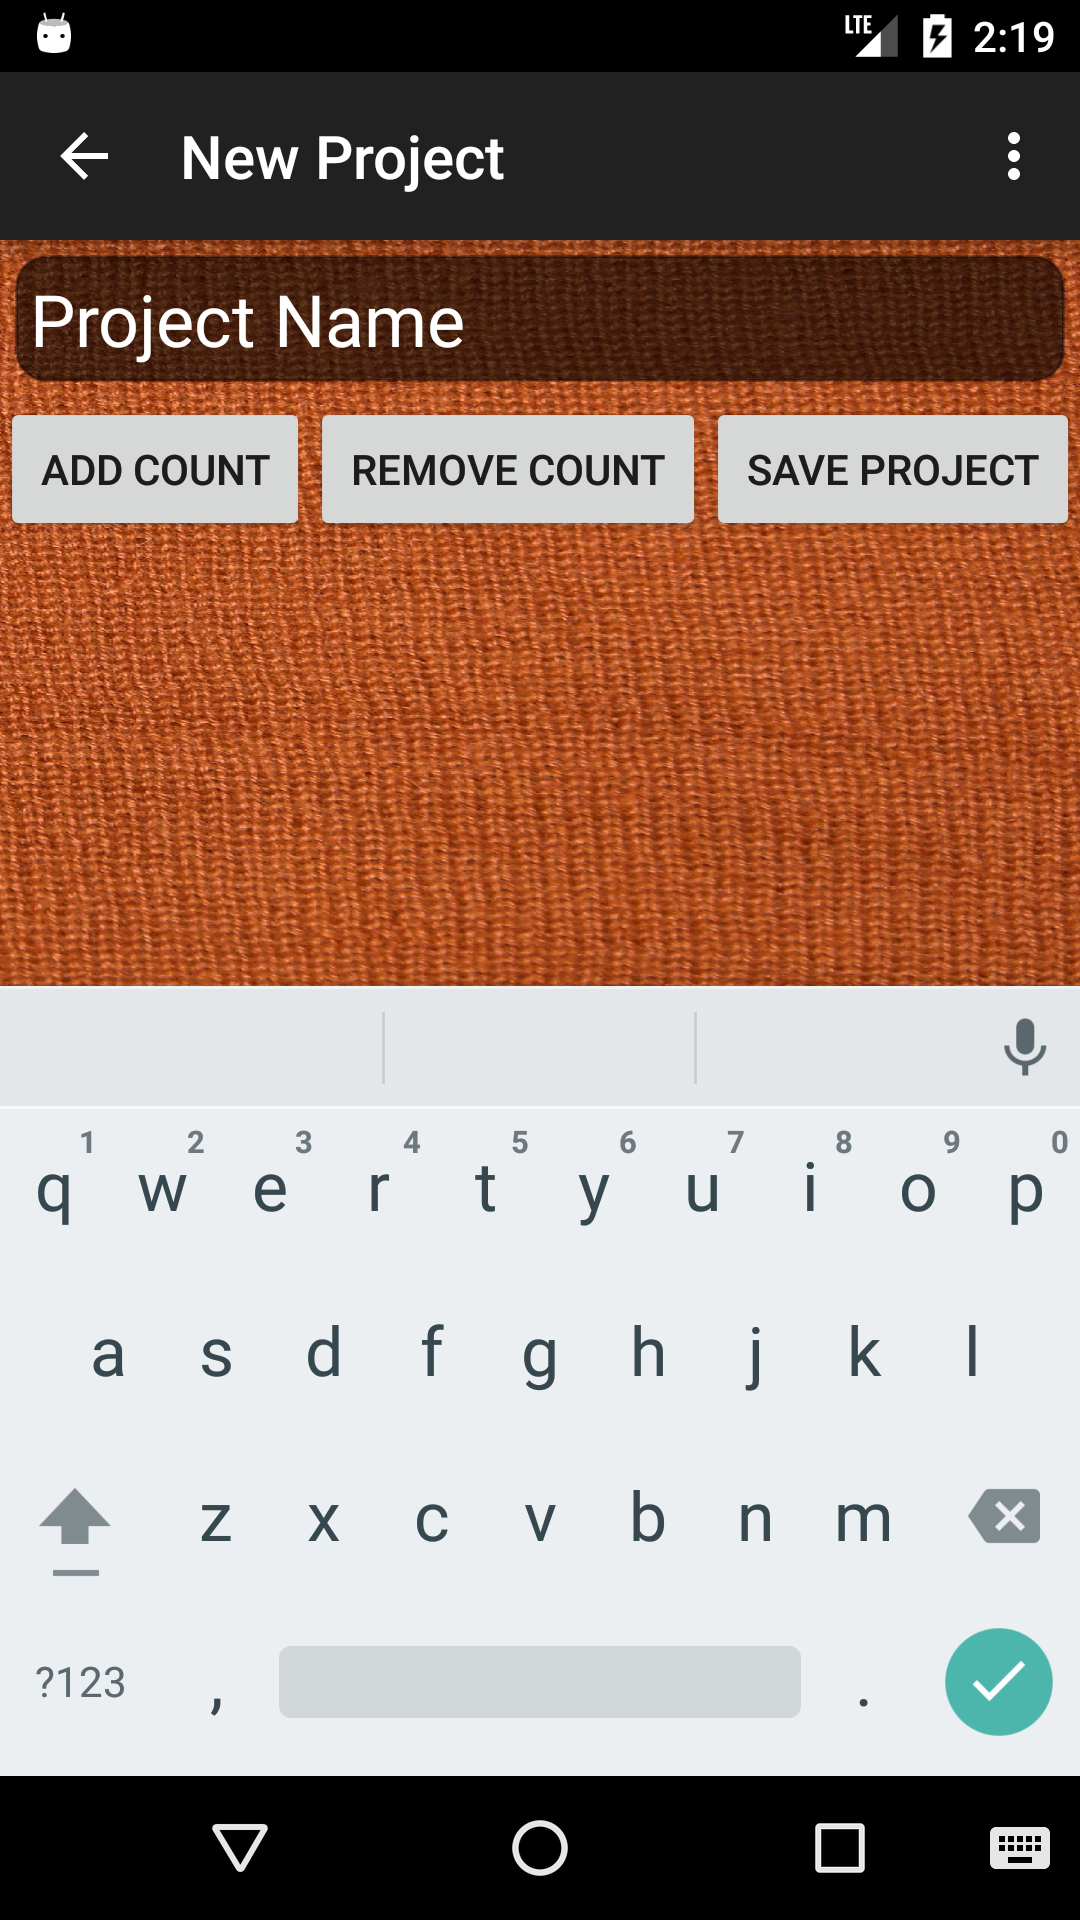 LTE 2:19
New Project
Project Name
ADD COUNT REMOVE COUNT SAVE PROJECT
1 2 3 4 5 6 7 8 9 0
q w e r t y u i o p
a s d f g h j k l
z x c v b n m
?123 , .